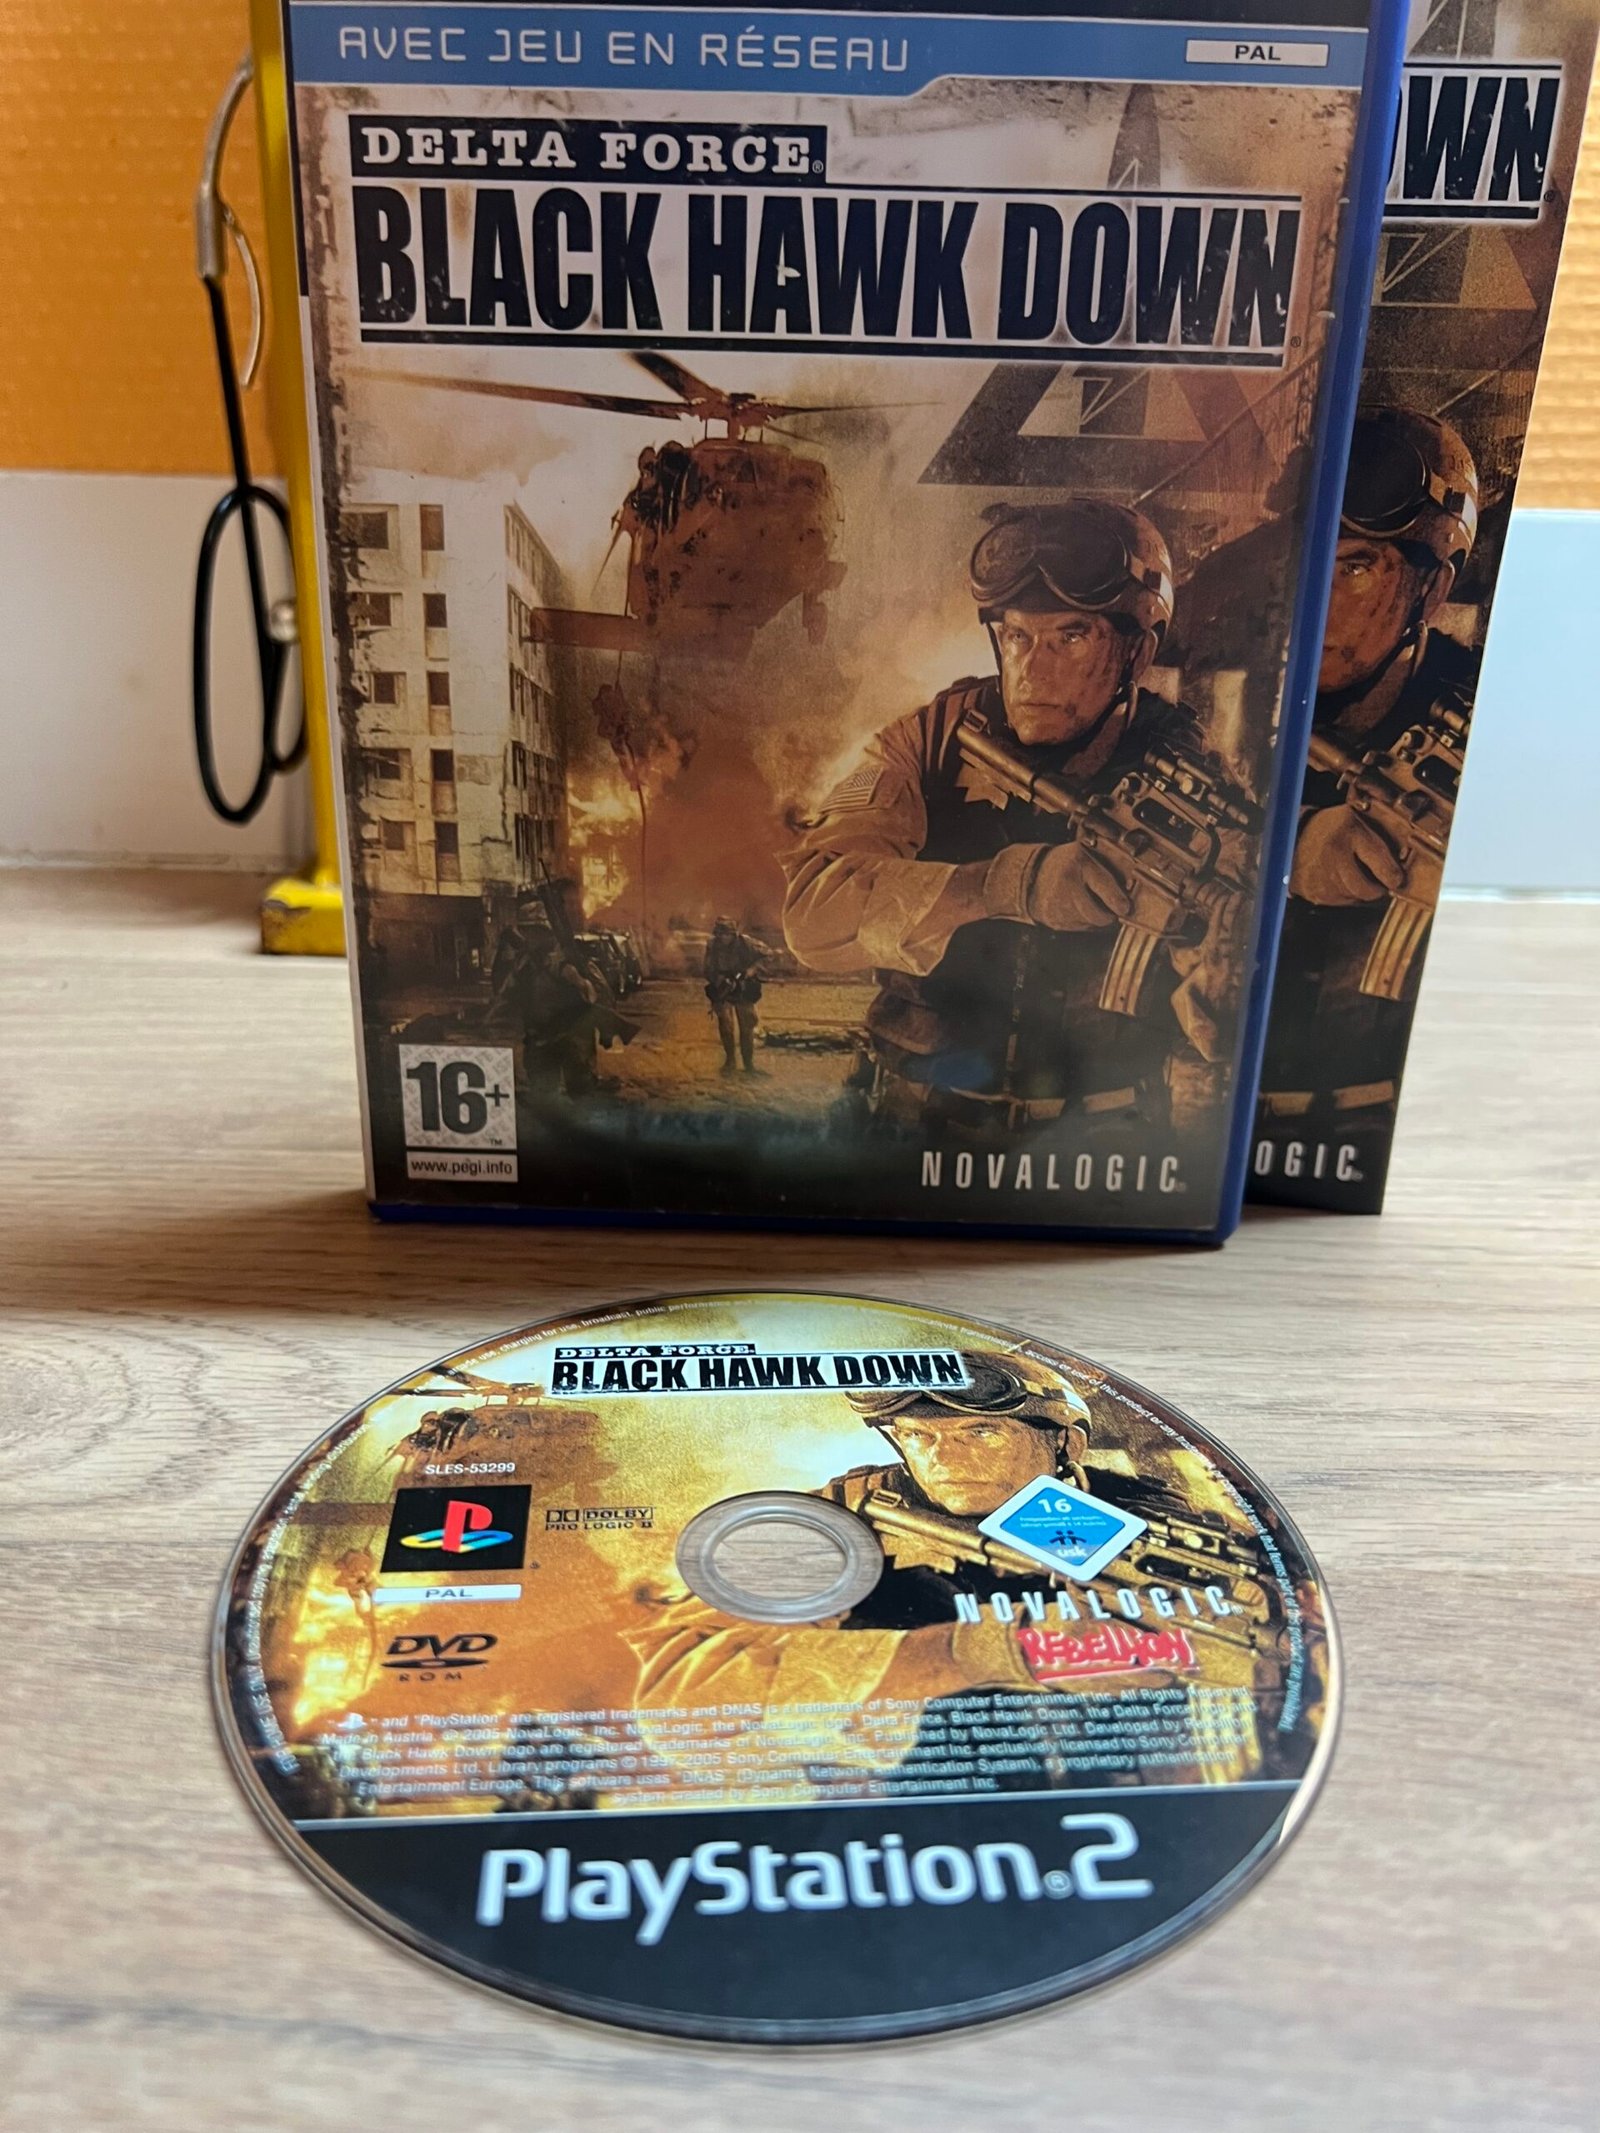 AVEC JEU EN RÉSEAU
PAL
DELTA FORCE®
BLACK HAWK DOWN®
OWN®
16+
™
www.pegi.info
NOVALOGIC
OGIC
DELTA FORCE
BLACK HAWK DOWN
SLES-53299
DOLBY
PRO LOGIC II
16
usk
PAL
NOVALOGIC
REBELLION
DVD
ROM
" " and "PlayStation" are registered trademarks and DNAS is a trademark of Sony Computer Entertainment Inc. All Rights Reserved.
Made in Austria. © 2005 NovaLogic, Inc. NovaLogic, the NovaLogic logo, Delta Force, Black Hawk Down, the Delta Force logo and
the Black Hawk Down logo are registered trademarks of NovaLogic, Inc. Published by NovaLogic Ltd. Developed by Rebellion
Developments Ltd. Library programs © 1997-2005 Sony Computer Entertainment Inc. exclusively licensed to Sony Computer
Entertainment Europe. This software uses "DNAS" (Dynamic Network Authentication System), a proprietary authentication
system created by Sony Computer Entertainment Inc.
PlayStation®2